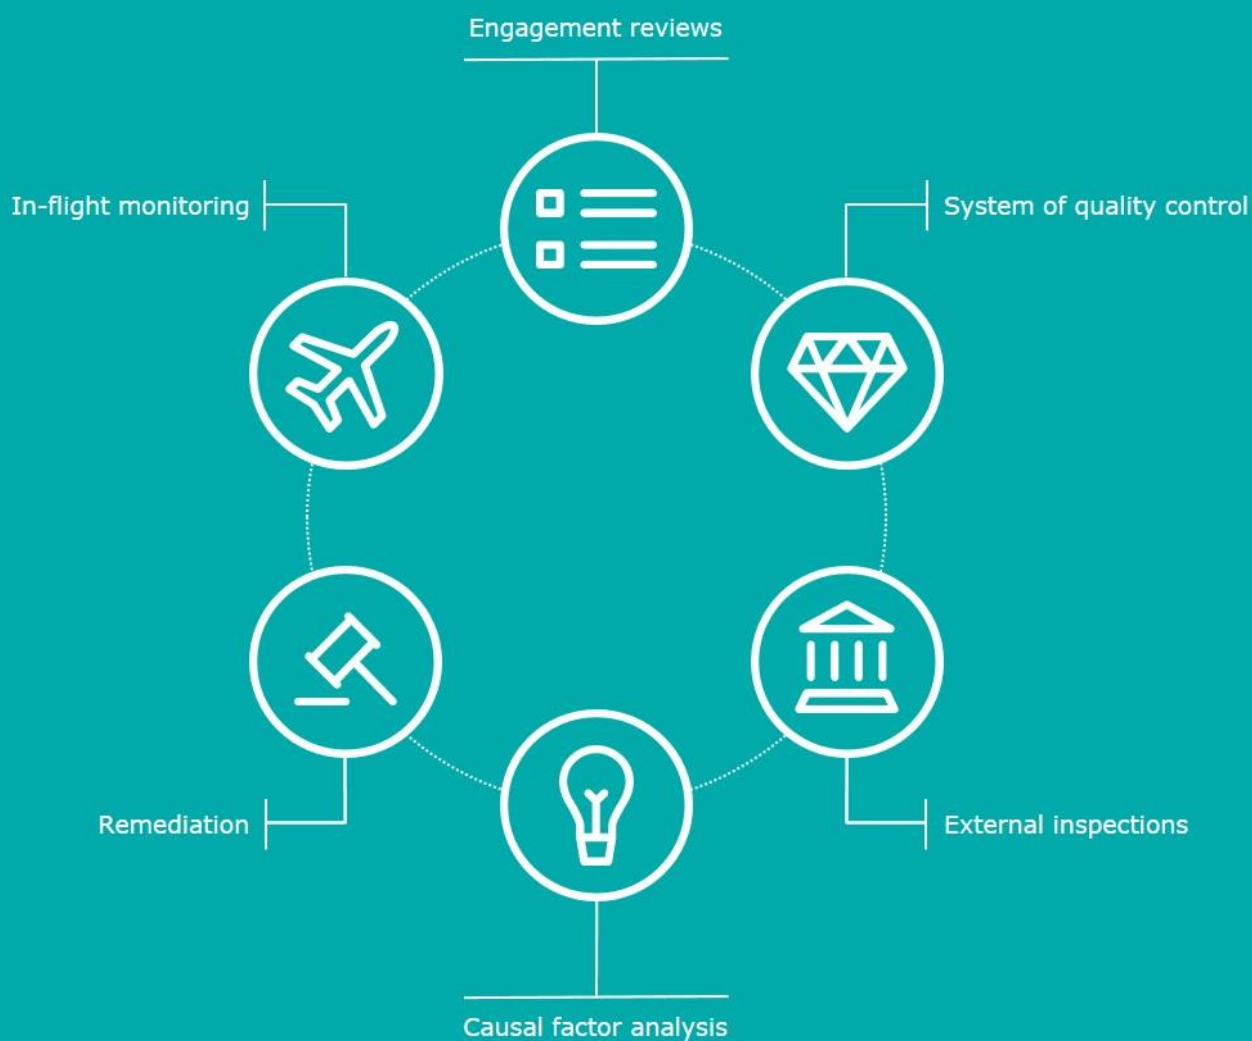 Engagement reviews
In-flight monitoring
System of quality control
Remediation
External inspections
Causal factor analysis